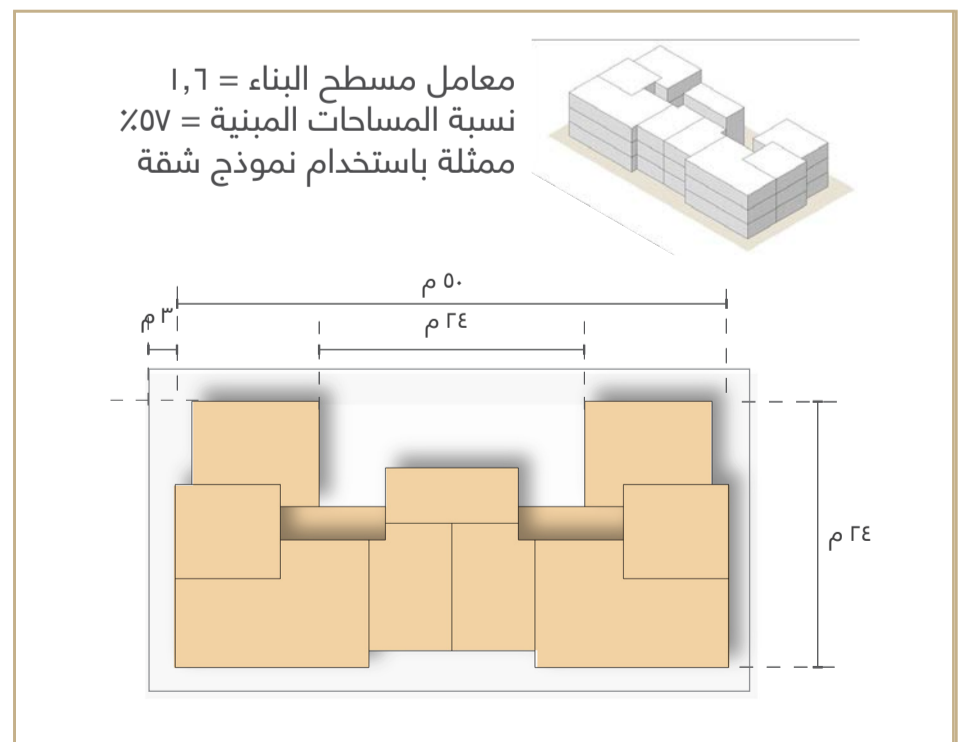 معامل مسطح البناء = ١,٦
نسبة المساحات المبنية = ٥٧٪
ممثلة باستخدام نموذج شقة
٥٠ م
٣ م
٢٤ م
٢٤ م